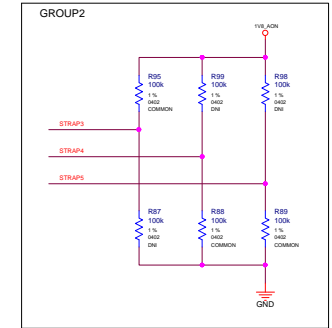 GROUP2
1V8_AON
R95
100k
1 %
0402
COMMON
R99
100k
1 %
0402
DNI
R98
100k
1 %
0402
DNI
STRAP3
STRAP4
STRAP5
R87
100k
1 %
0402
DNI
R88
100k
1 %
0402
COMMON
R89
100k
1 %
0402
COMMON
GND